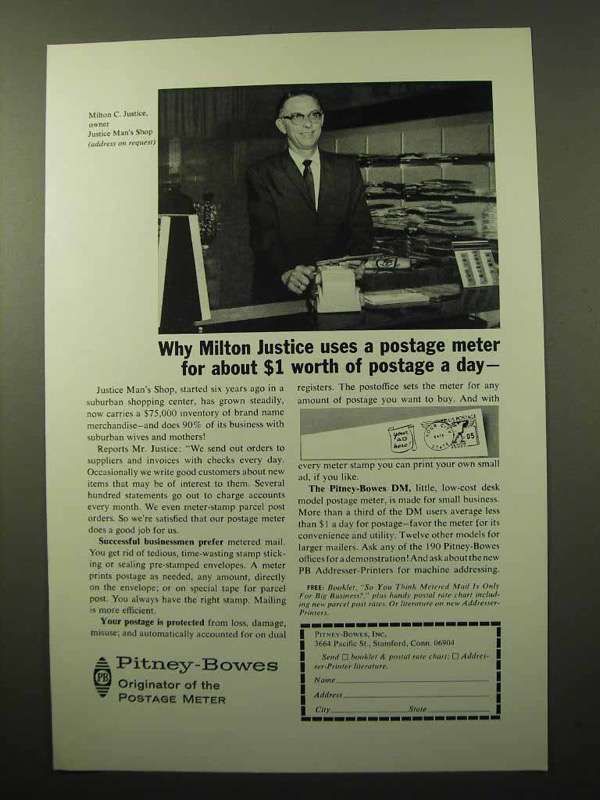 Milton C. Justice,
owner
Justice Man's Shop
(address on request)
Why Milton Justice uses a postage meter
for about $1 worth of postage a day—
Justice Man's Shop, started six years ago in a
suburban shopping center, has grown steadily,
now carries a $75,000 inventory of brand name
merchandise—and does 90% of its business with
suburban wives and mothers!
Reports Mr. Justice: "We send out orders to
suppliers and invoices with checks every day.
Occasionally we write good customers about new
items that may be of interest to them. Several
hundred statements go out to charge accounts
every month. We even meter-stamp parcel post
orders. So we're satisfied that our postage meter
does a good job for us.
Successful businessmen prefer metered mail.
You get rid of tedious, time-wasting stamp stick-
ing or sealing pre-stamped envelopes. A meter
prints postage as needed, any amount, directly
on the envelope; or on special tape for parcel
post. You always have the right stamp. Mailing
is more efficient.
Your postage is protected from loss, damage,
misuse; and automatically accounted for on dual
registers. The postoffice sets the meter for any
amount of postage you want to buy. And with
YOUR AD HERE
every meter stamp you can print your own small
ad, if you like.
The Pitney-Bowes DM, little, low-cost desk
model postage meter, is made for small business.
More than a third of the DM users average less
than $1 a day for postage—favor the meter for its
convenience and utility. Twelve other models for
larger mailers. Ask any of the 190 Pitney-Bowes
offices for a demonstration! And ask about the new
PB Addresser-Printers for machine addressing.
FREE: Booklet, "So You Think Metered Mail Is Only
For Big Business?," plus handy postal rate chart includ-
ing new parcel post rates. Or literature on new Addresser-
Printers.
PB
Pitney-Bowes
Originator of the
POSTAGE METER
PITNEY-BOWES, INC.
3664 Pacific St., Stamford, Conn. 06904
Send □ booklet & postal rate chart; □ Addres-
ser-Printer literature.
Name
Address
City State